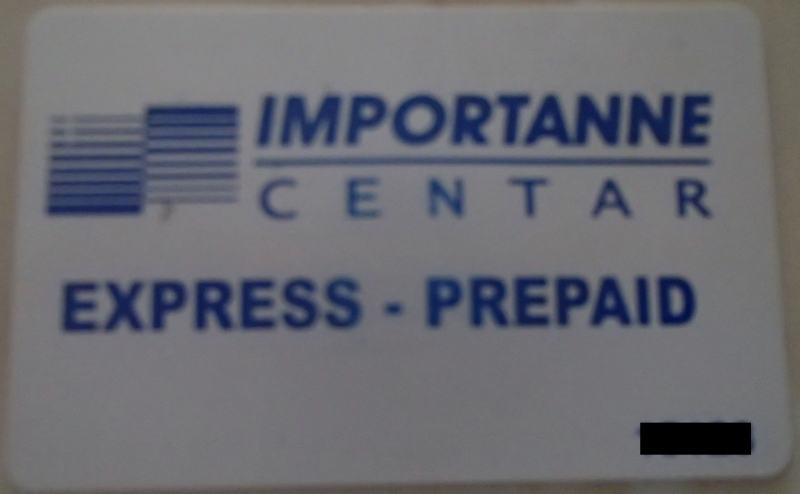 IMPORTANNE
CENTAR
EXPRESS - PREPAID